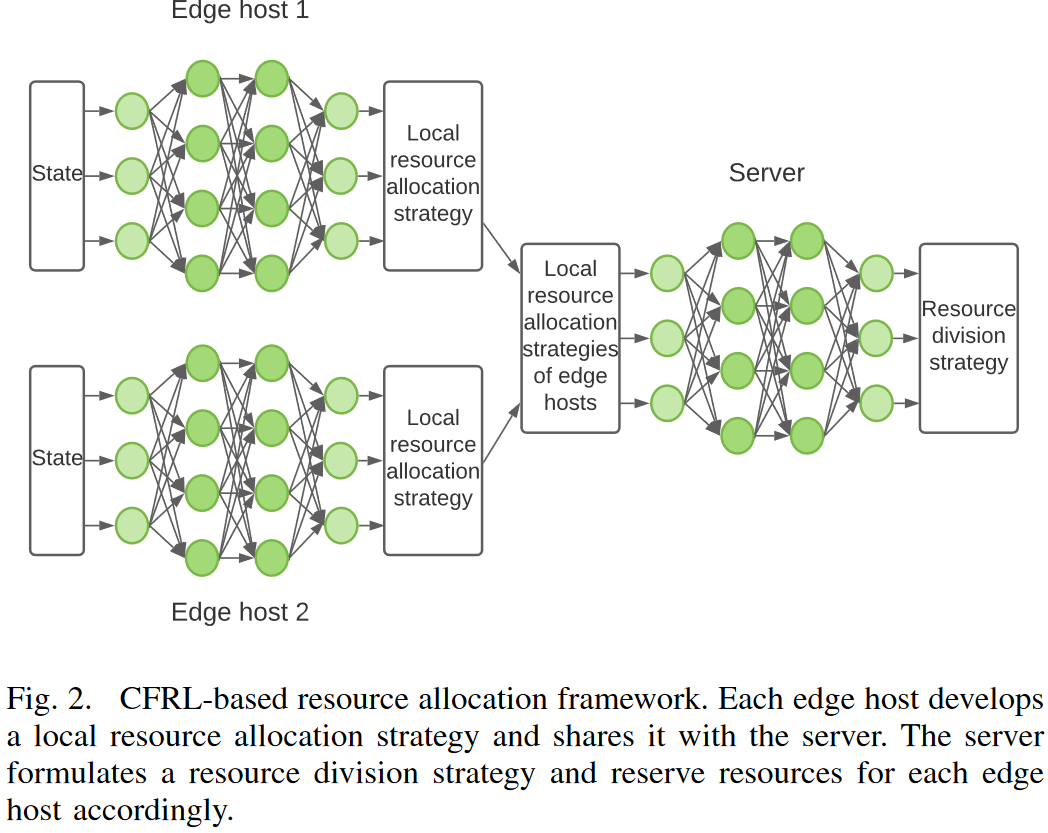 Edge host 1
State
Local
resource
allocation
strategy
Server
Local
resource
allocation
strategies
of edge
hosts
Resource
division
strategy
State
Local
resource
allocation
strategy
Edge host 2
Fig. 2. CFRL-based resource allocation framework. Each edge host develops
a local resource allocation strategy and shares it with the server. The server
formulates a resource division strategy and reserve resources for each edge
host accordingly.